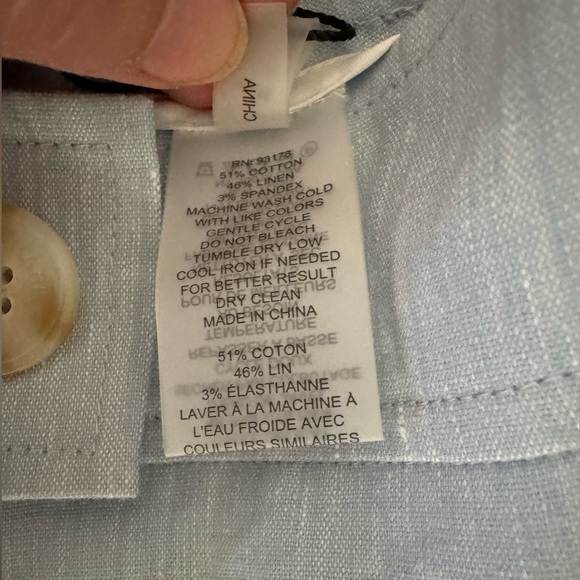 CHINA
RN: 93178
51% COTTON
46% LINEN
3% SPANDEX
MACHINE WASH COLD
WITH LIKE COLORS
GENTLE CYCLE
DO NOT BLEACH
TUMBLE DRY LOW
COOL IRON IF NEEDED
FOR BETTER RESULT
DRY CLEAN
MADE IN CHINA
51% COTON
46% LIN
3% ÉLASTHANNE
LAVER À LA MACHINE À
L'EAU FROIDE AVEC
COULEURS SIMILAIRES